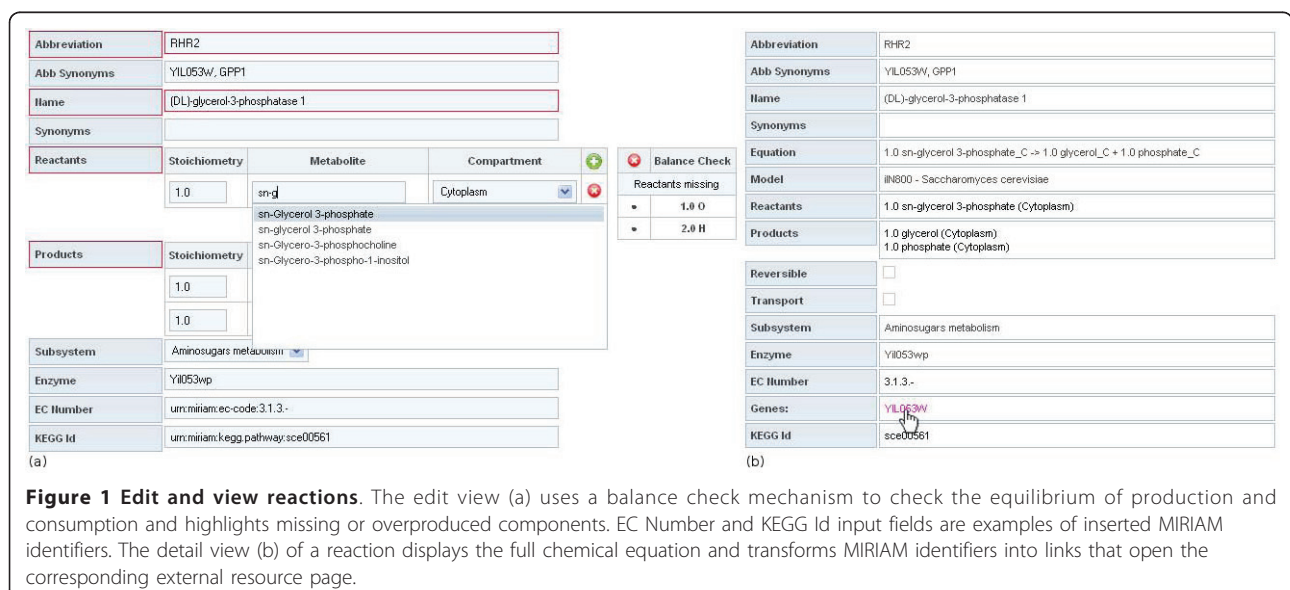 Abbreviation RHR2
Abb Synonyms YIL053W, GPP1
Name (DL)-glycerol-3-phosphatase 1
Synonyms
Reactants Stoichiometry Metabolite Compartment
1.0 sn-g Cytoplasm
sn-Glycerol 3-phosphate
sn-glycerol 3-phosphate
sn-Glycero-3-phosphocholine
sn-Glycero-3-phospho-1-inositol
Balance Check
Reactants missing
• 1.0 O
• 2.0 H
Products Stoichiometry
1.0
1.0
Subsystem Aminosugars metabolism
Enzyme Yil053wp
EC Number urn:miriam:ec-code:3.1.3.-
KEGG Id urn:miriam:kegg.pathway:sce00561
(a)
Abbreviation RHR2
Abb Synonyms YIL053W, GPP1
Name (DL)-glycerol-3-phosphatase 1
Synonyms
Equation 1.0 sn-glycerol 3-phosphate_C -> 1.0 glycerol_C + 1.0 phosphate_C
Model iIN800 - Saccharomyces cerevisiae
Reactants 1.0 sn-glycerol 3-phosphate (Cytoplasm)
Products 1.0 glycerol (Cytoplasm)
1.0 phosphate (Cytoplasm)
Reversible
Transport
Subsystem Aminosugars metabolism
Enzyme Yil053wp
EC Number 3.1.3.-
Genes: YIL053W
KEGG Id sce00561
(b)
Figure 1 Edit and view reactions. The edit view (a) uses a balance check mechanism to check the equilibrium of production and
consumption and highlights missing or overproduced components. EC Number and KEGG Id input fields are examples of inserted MIRIAM
identifiers. The detail view (b) of a reaction displays the full chemical equation and transforms MIRIAM identifiers into links that open the
corresponding external resource page.